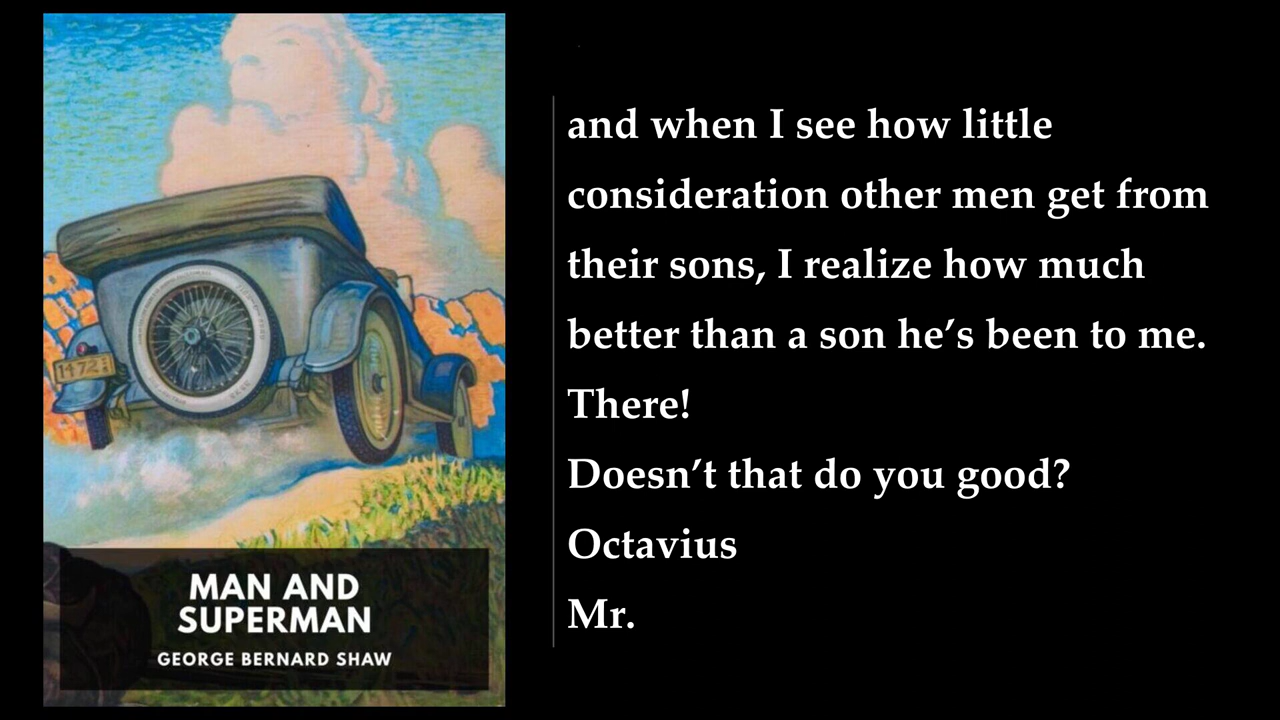 1472
MAN AND
SUPERMAN
GEORGE BERNARD SHAW
and when I see how little
consideration other men get from
their sons, I realize how much
better than a son he’s been to me.
There!
Doesn’t that do you good?
Octavius
Mr.